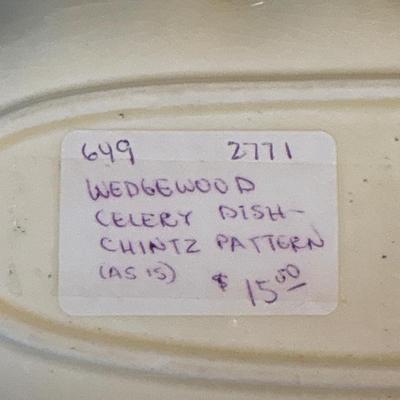 649 2771
WEDGEWOOD
CELERY DISH-
CHINTZ PATTERN
(AS IS) $ 15.00